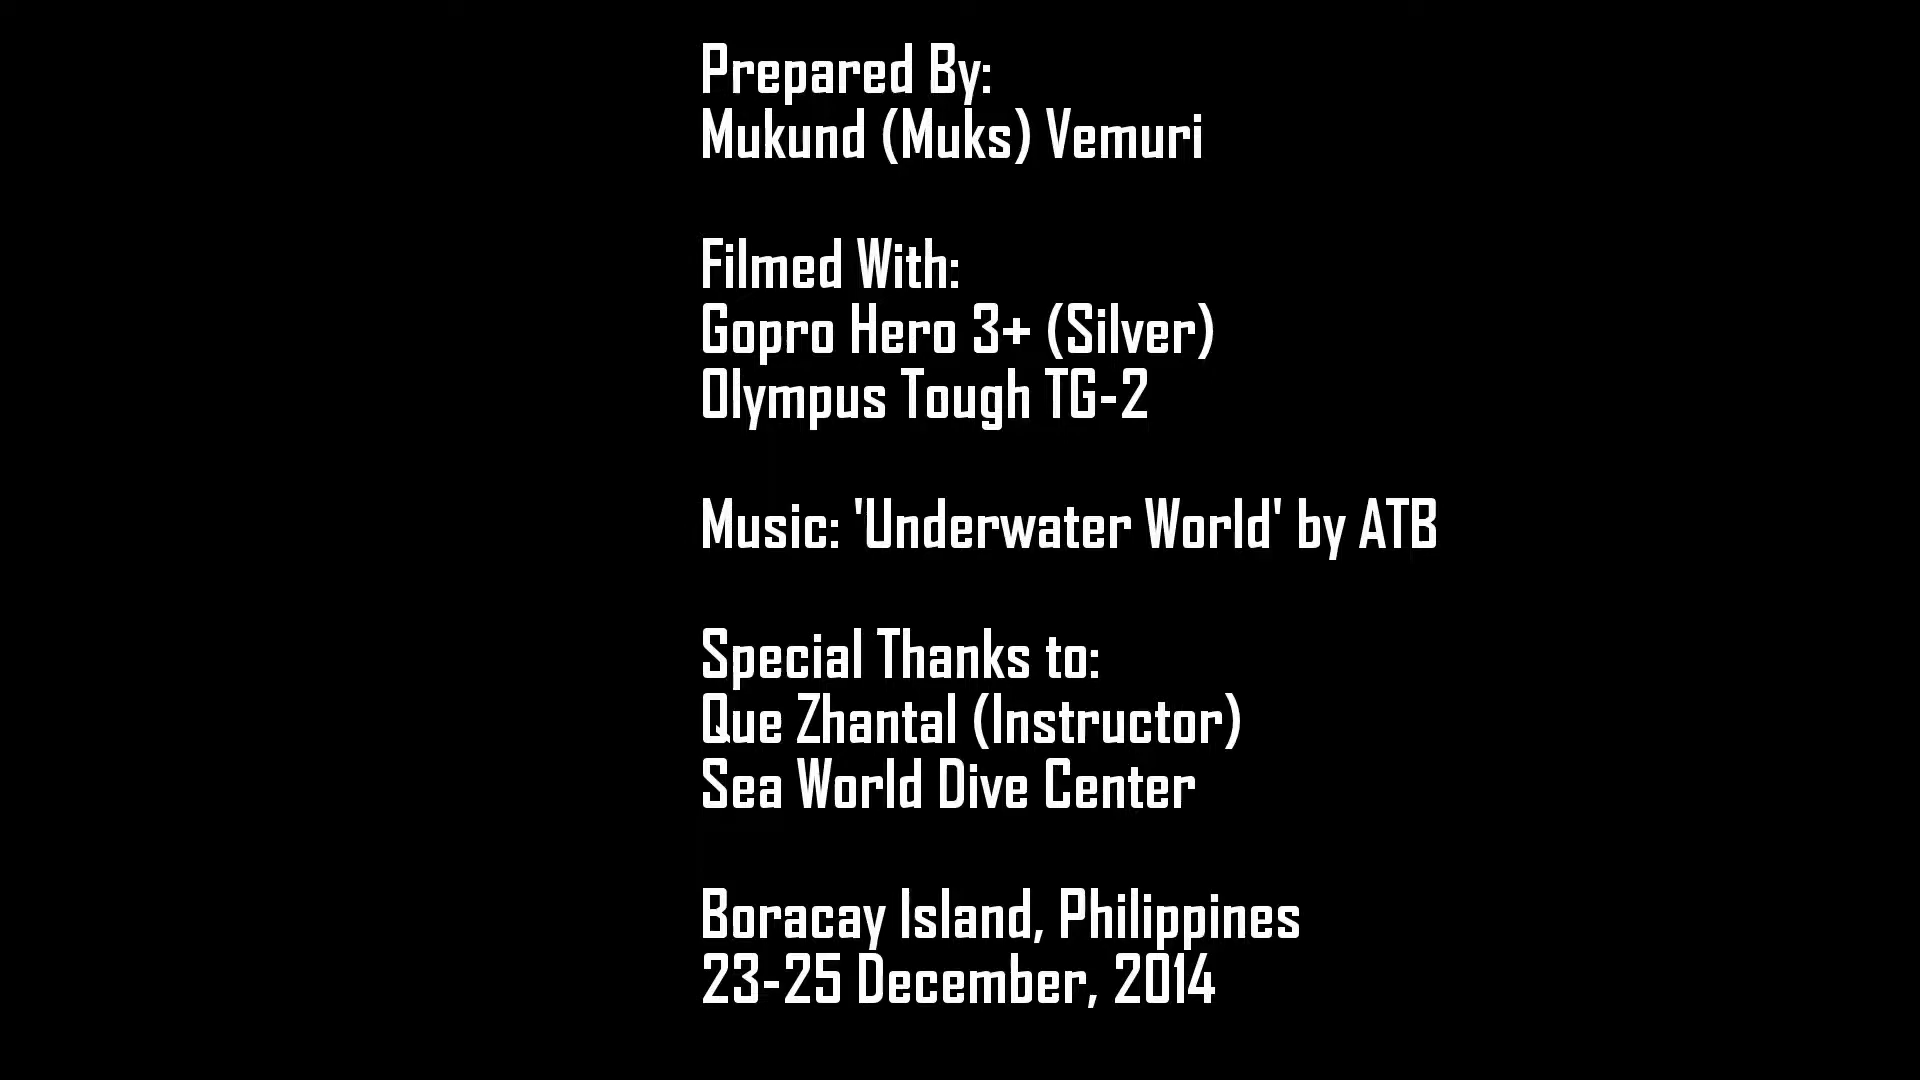 Prepared By:
Mukund (Muks) Vemuri
Filmed With:
Gopro Hero 3+ (Silver)
Olympus Tough TG-2
Music: 'Underwater World' by ATB
Special Thanks to:
Que Zhantal (Instructor)
Sea World Dive Center
Boracay Island, Philippines
23-25 December, 2014